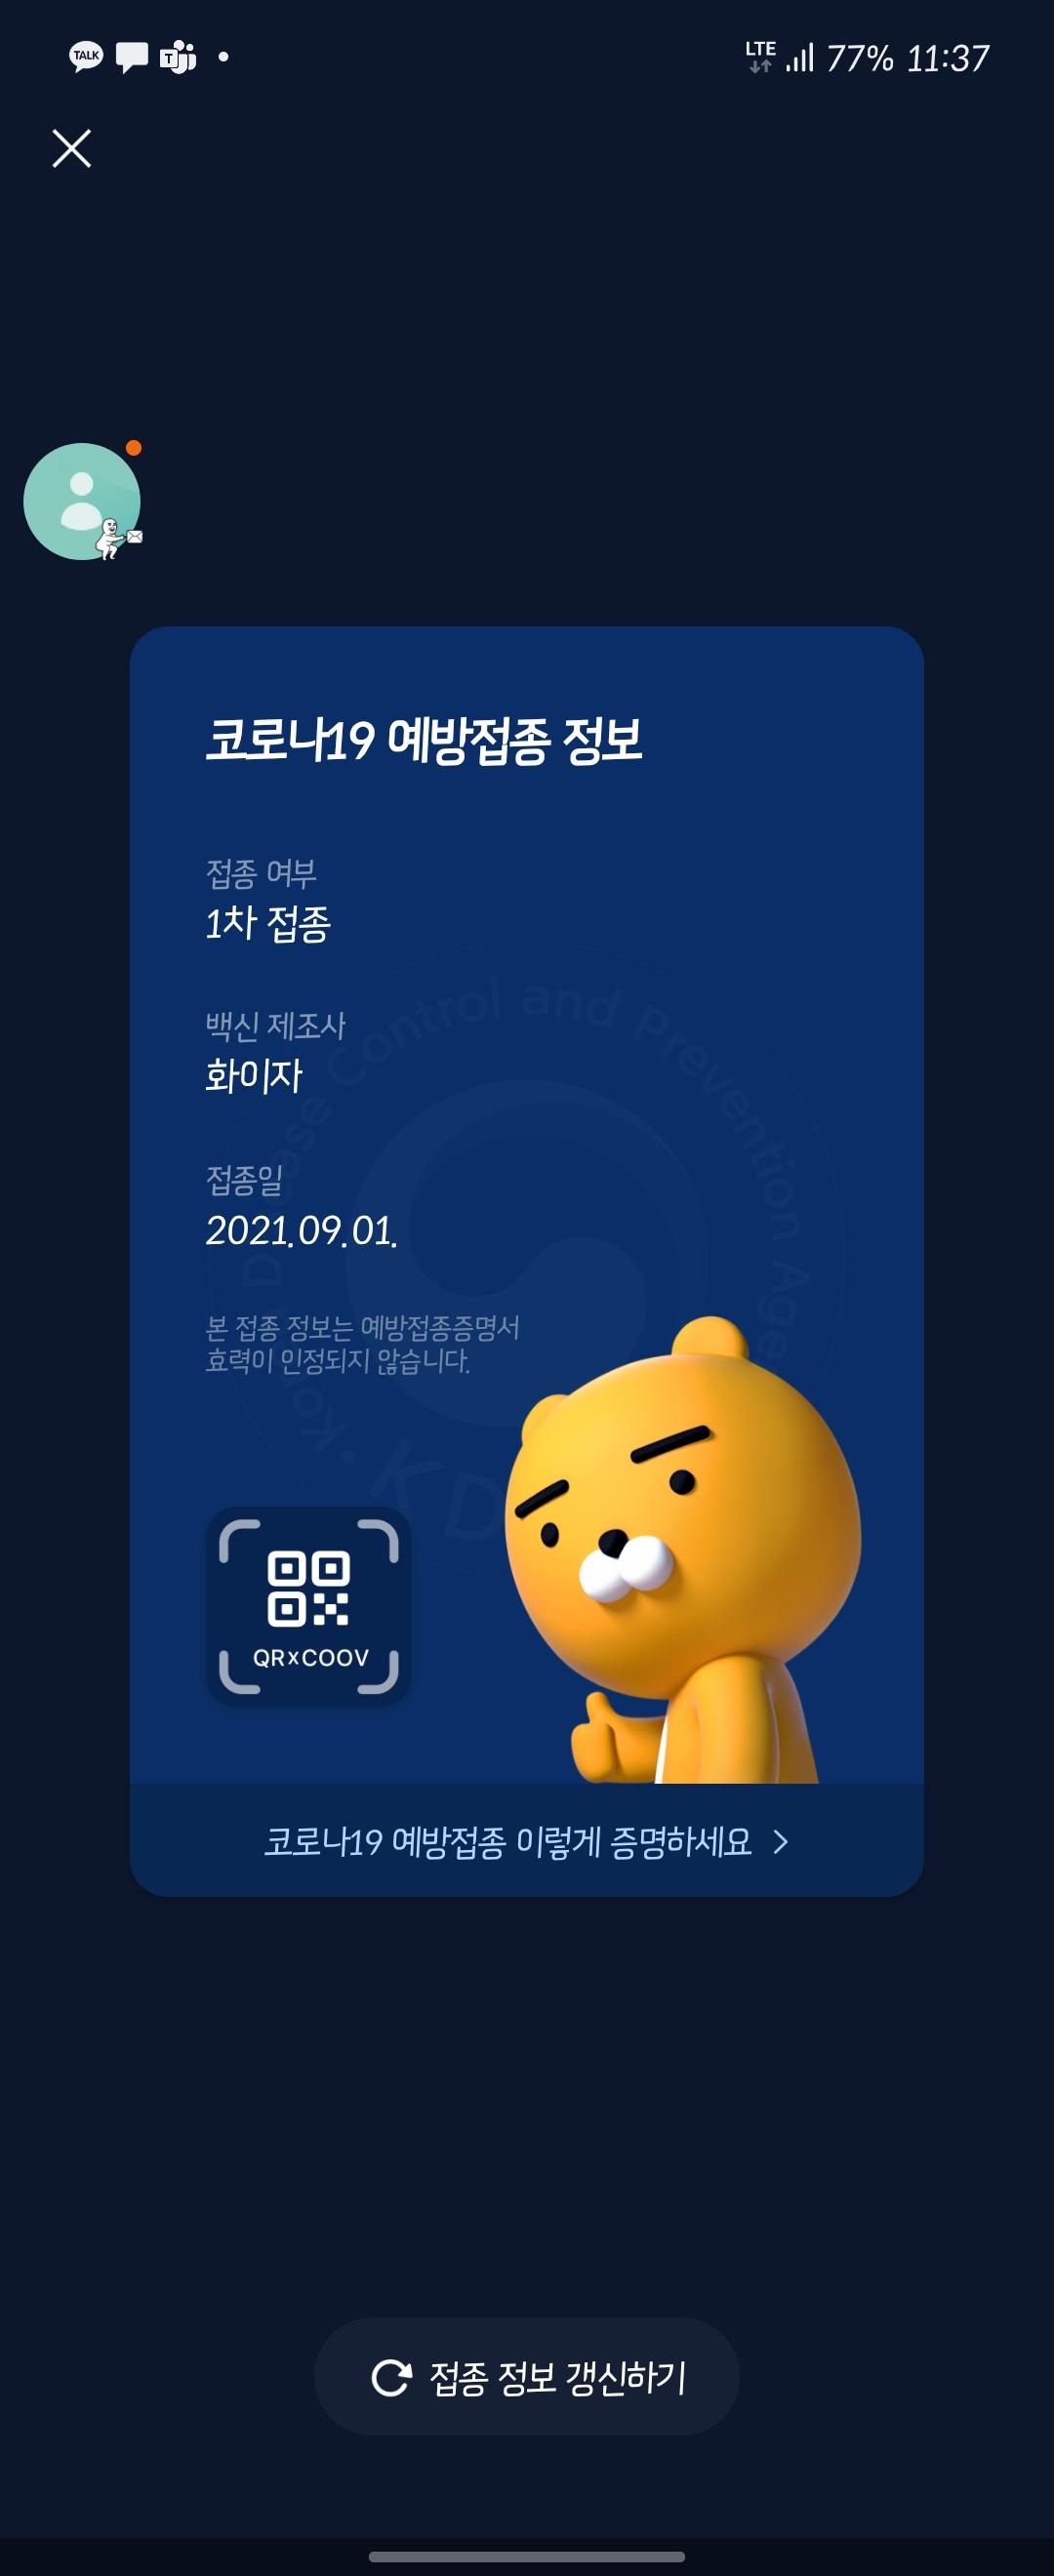 TALK
T
LTE 77% 11:37
코로나19 예방접종 정보
접종 여부
1차 접종
백신 제조사
화이자
접종일
2021.09.01.
본 접종 정보는 예방접종증명서
효력이 인정되지 않습니다.
Control and Prevention
QRxCOOV
코로나19 예방접종 이렇게 증명하세요
접종 정보 갱신하기